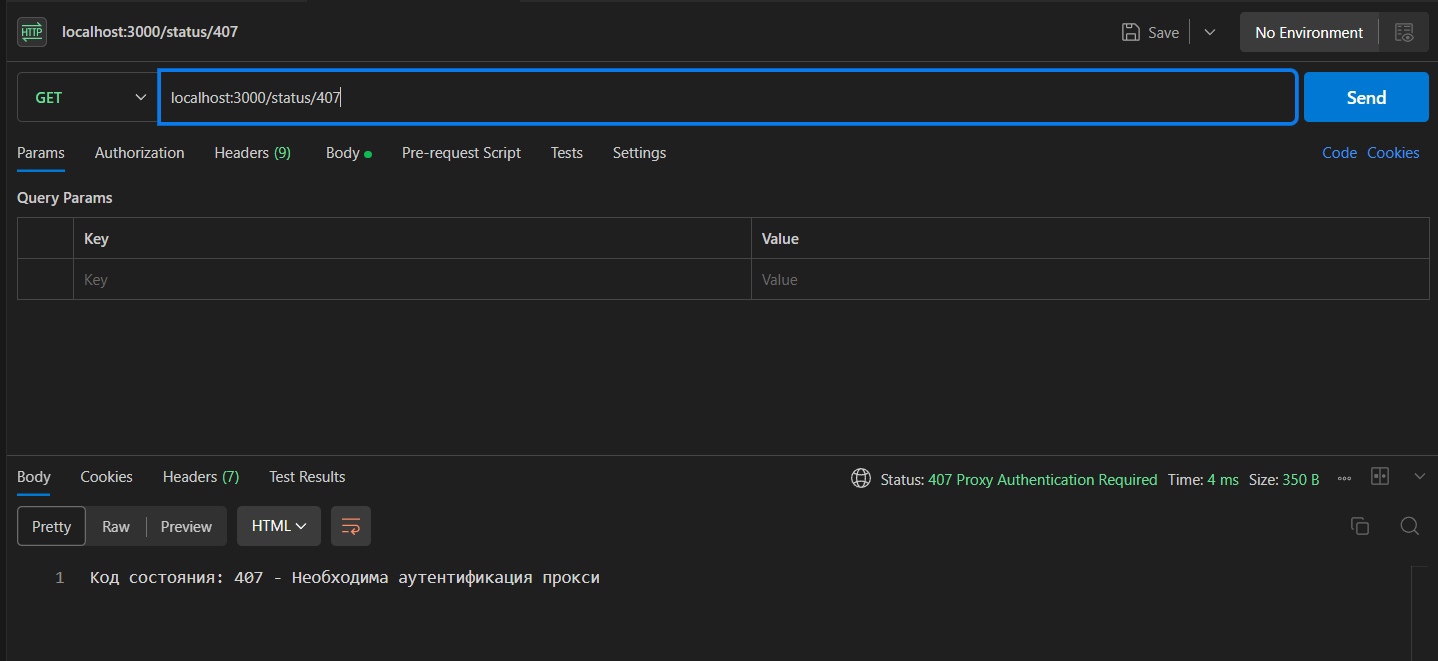 HTTP localhost:3000/status/407 Save No Environment
GET localhost:3000/status/407 Send
Params Authorization Headers (9) Body Pre-request Script Tests Settings Code Cookies
Query Params
Key Value
Key Value
Body Cookies Headers (7) Test Results Status: 407 Proxy Authentication Required Time: 4 ms Size: 350 B
Pretty Raw Preview HTML
1 Код состояния: 407 - Необходима аутентификация прокси